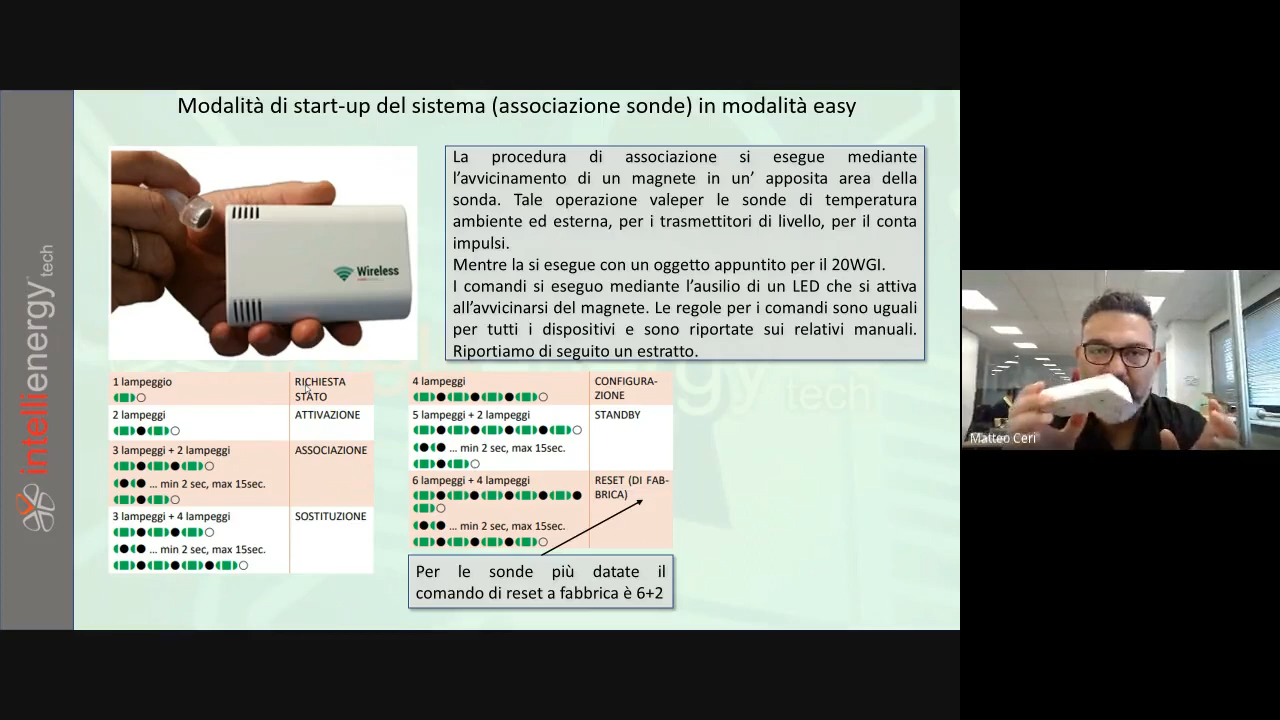 Modalità di start-up del sistema (associazione sonde) in modalità easy
intellienergy tech
Wireless
La procedura di associazione si esegue mediante
l'avvicinamento di un magnete in un' apposita area della
sonda. Tale operazione valeper le sonde di temperatura
ambiente ed esterna, per i trasmettitori di livello, per il conta
impulsi.
Mentre la si esegue con un oggetto appuntito per il 20WGI.
I comandi si eseguo mediante l'ausilio di un LED che si attiva
all'avvicinarsi del magnete. Le regole per i comandi sono uguali
per tutti i dispositivi e sono riportate sui relativi manuali.
Riportiamo di seguito un estratto.
1 lampeggio
RICHIESTA
STATO
2 lampeggi
ATTIVAZIONE
3 lampeggi + 2 lampeggi
ASSOCIAZIONE
... min 2 sec, max 15sec.
3 lampeggi + 4 lampeggi
SOSTITUZIONE
... min 2 sec, max 15sec.
4 lampeggi
CONFIGURA-
ZIONE
5 lampeggi + 2 lampeggi
STANDBY
... min 2 sec, max 15sec.
6 lampeggi + 4 lampeggi
RESET (DI FAB-
BRICA)
... min 2 sec, max 15sec.
Per le sonde più datate il
comando di reset a fabbrica è 6+2
tech
Matteo Ceri